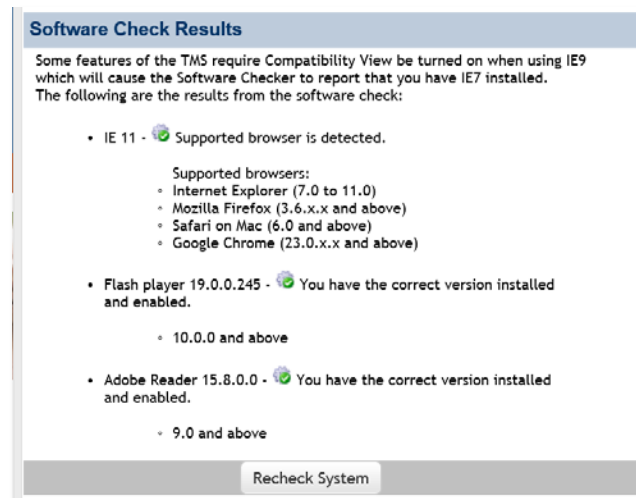 Software Check Results
Some features of the TMS require Compatibility View be turned on when using IE9
which will cause the Software Checker to report that you have IE7 installed.
The following are the results from the software check:
• IE 11 - Supported browser is detected.
Supported browsers:
◦ Internet Explorer (7.0 to 11.0)
◦ Mozilla Firefox (3.6.x.x and above)
◦ Safari on Mac (6.0 and above)
◦ Google Chrome (23.0.x.x and above)
• Flash player 19.0.0.245 - You have the correct version installed
and enabled.
◦ 10.0.0 and above
• Adobe Reader 15.8.0.0 - You have the correct version installed
and enabled.
◦ 9.0 and above
Recheck System